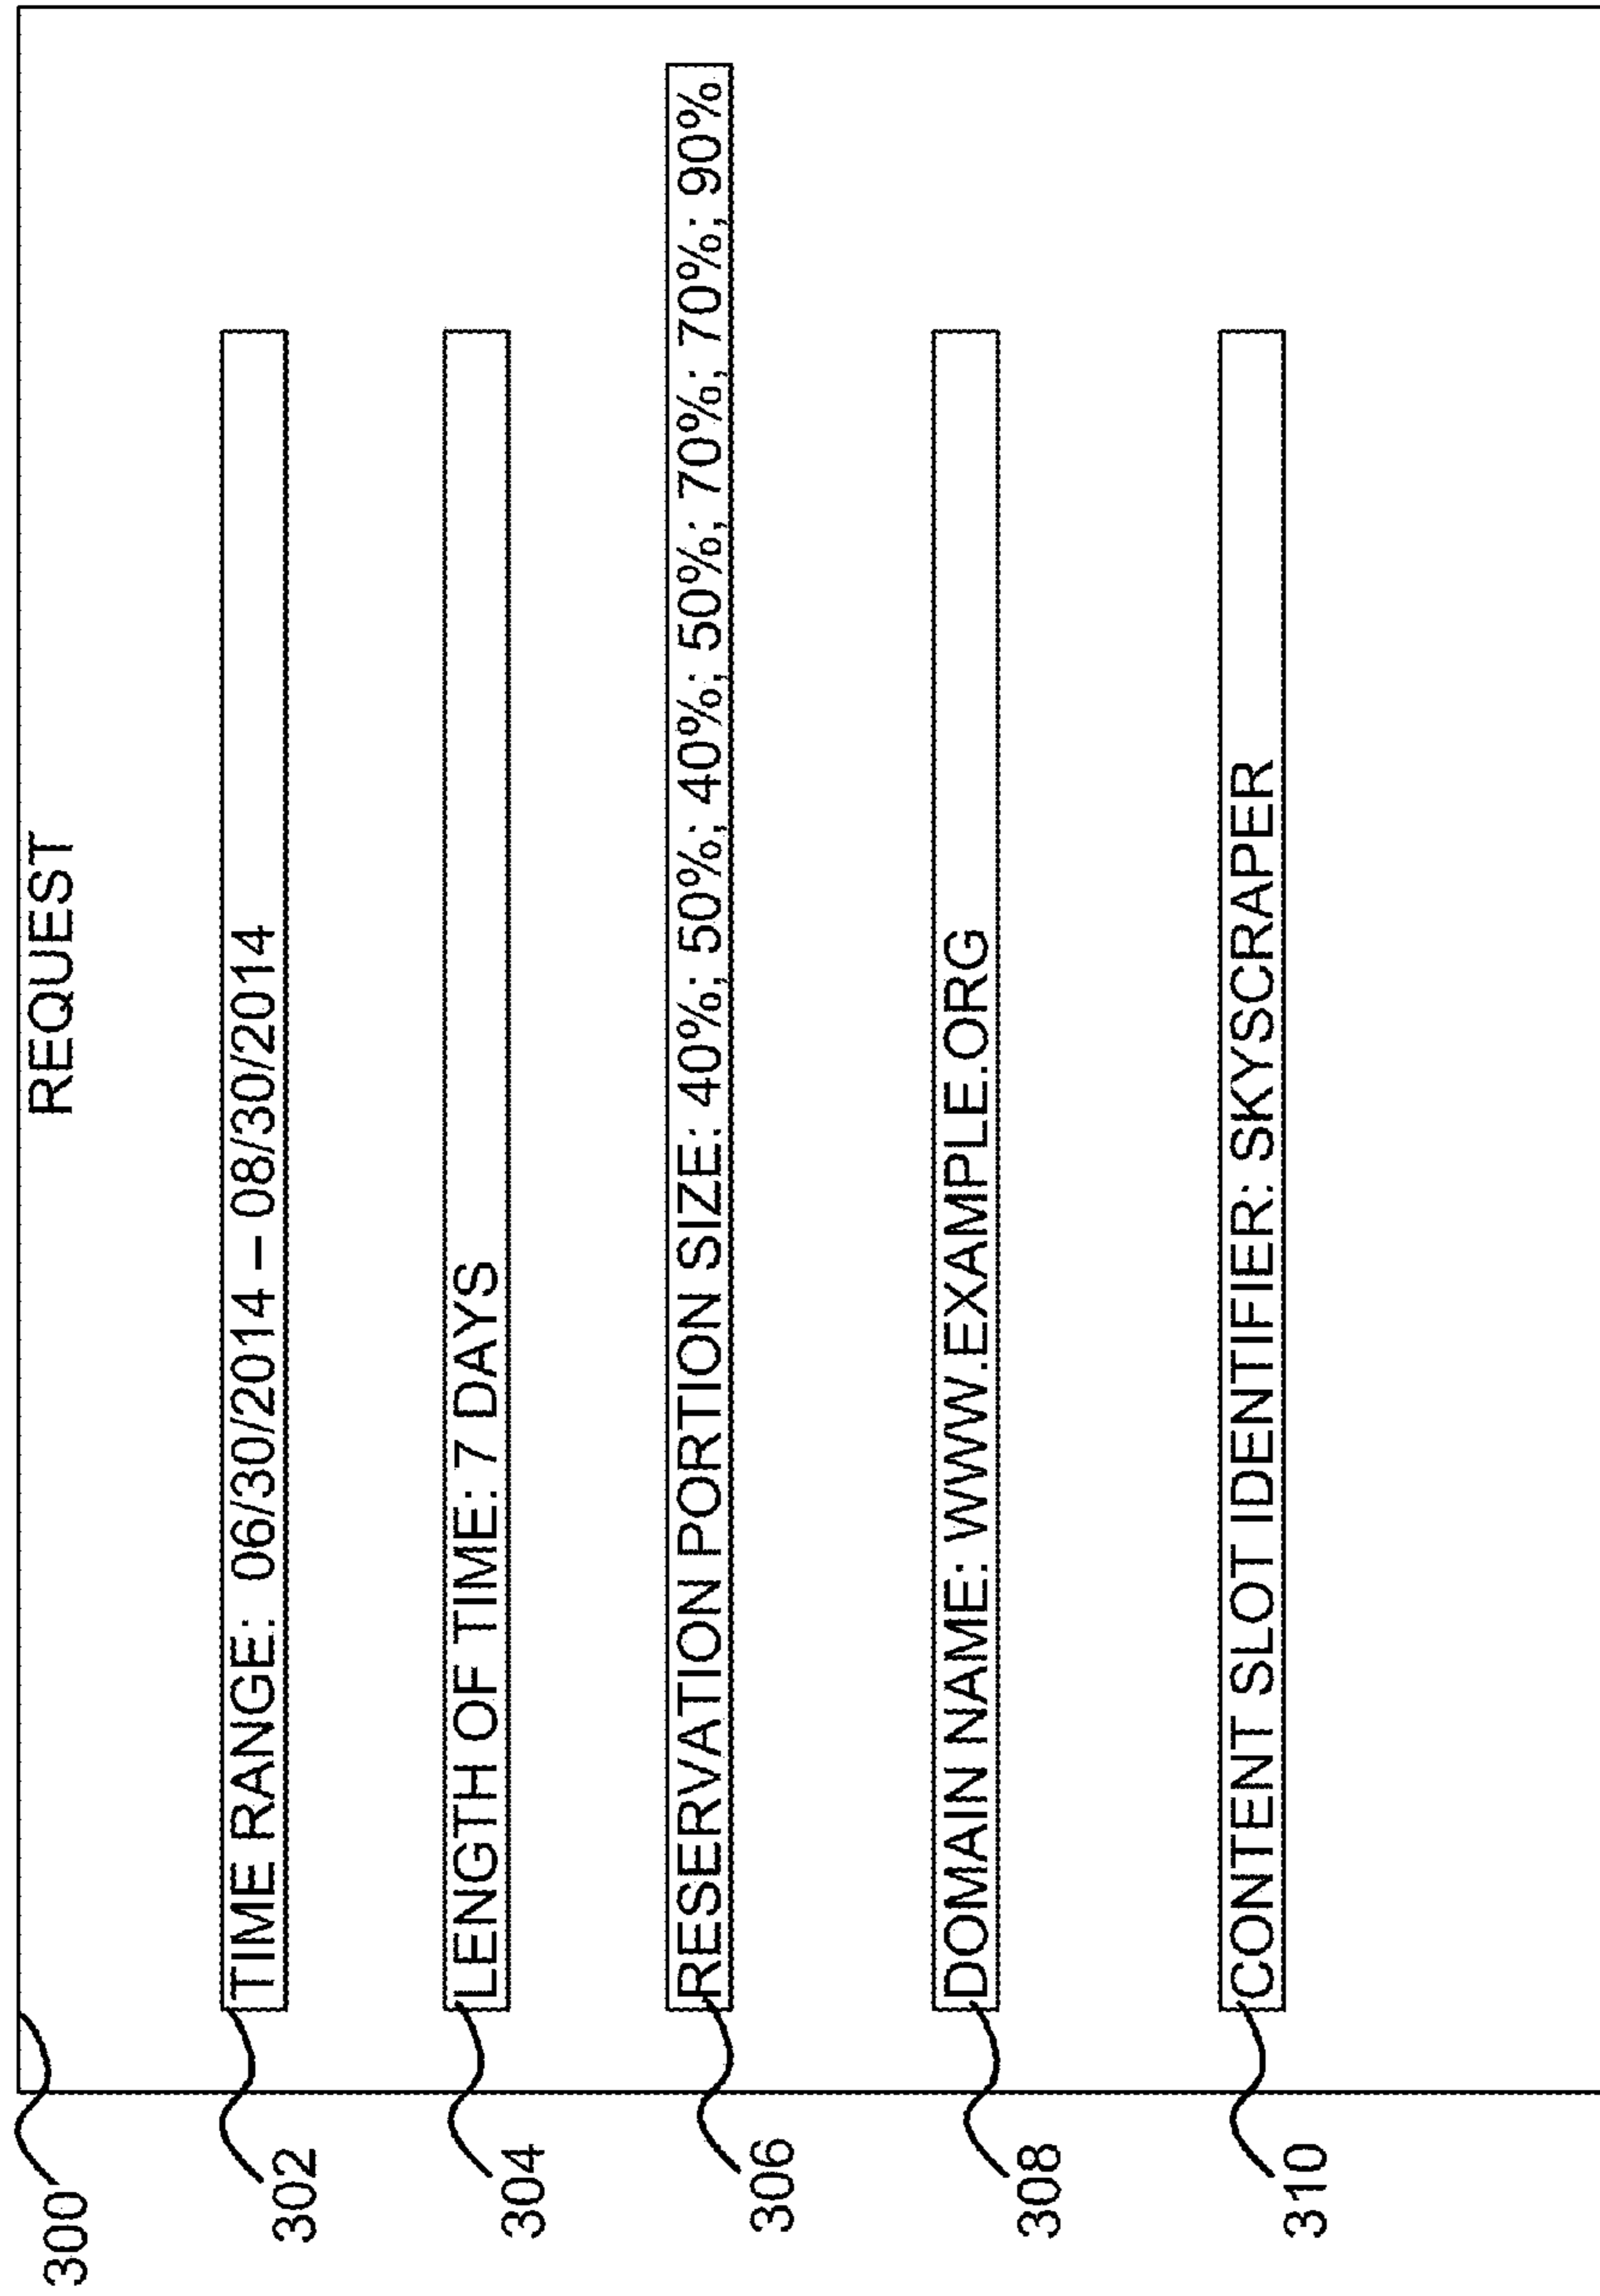 300
REQUEST
302
TIME RANGE: 06/30/2014 – 08/30/2014
304
LENGTH OF TIME: 7 DAYS
306
RESERVATION PORTION SIZE: 40%; 50%; 40%; 50%; 70%; 70%; 90%
308
DOMAIN NAME: WWW.EXAMPLE.ORG
310
CONTENT SLOT IDENTIFIER: SKYSCRAPER